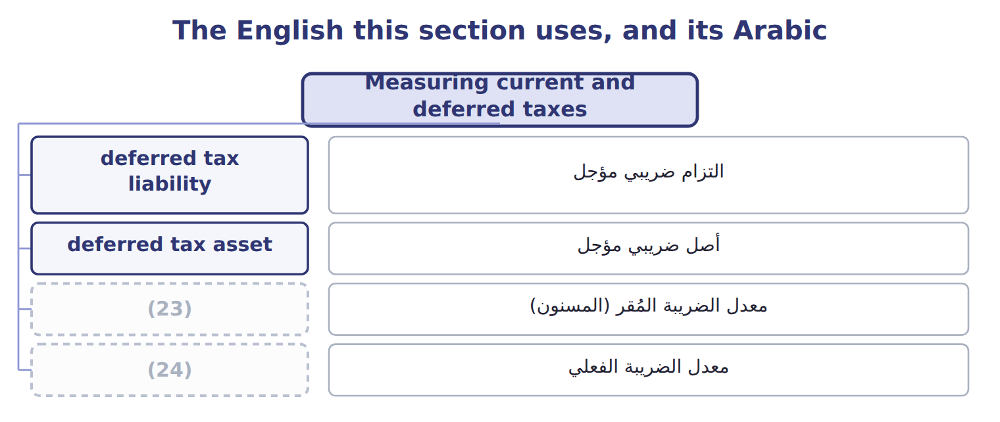 The English this section uses, and its Arabic
Measuring current and
deferred taxes
deferred tax
liability
التزام ضريبي مؤجل
deferred tax asset
أصل ضريبي مؤجل
(23)
معدل الضريبة المُقر (المسنون)
(24)
معدل الضريبة الفعلي